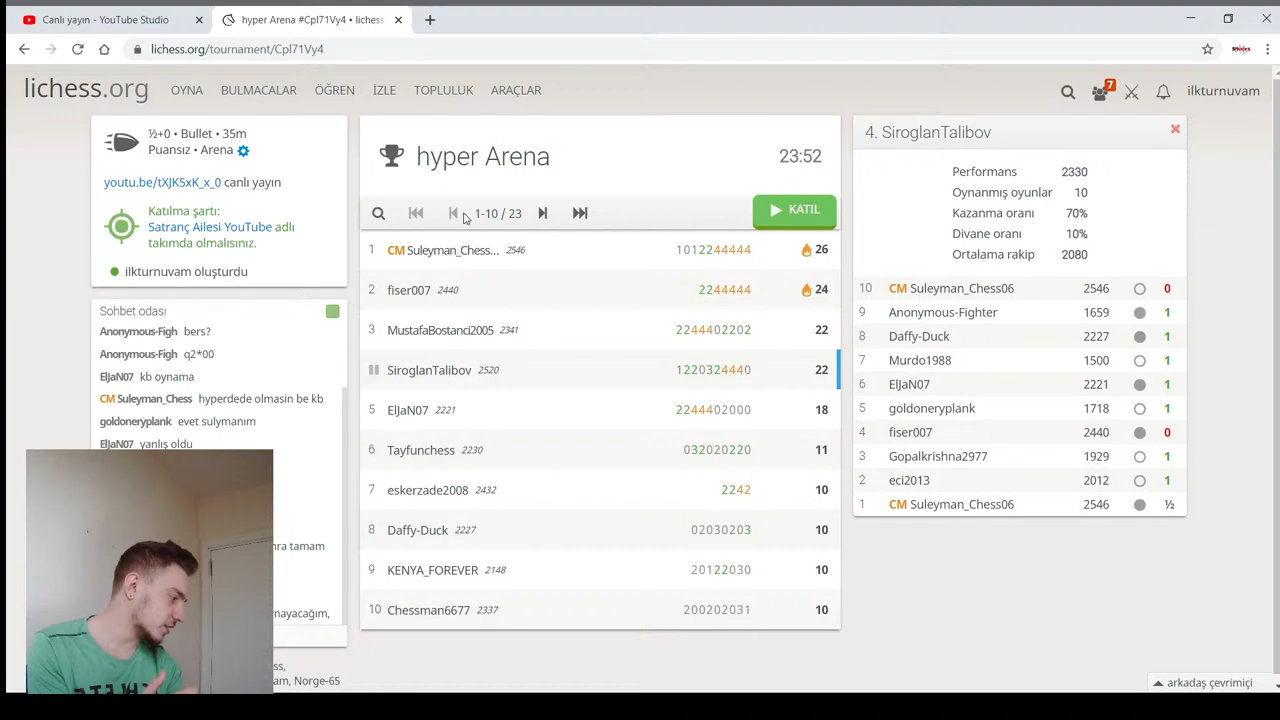 Canlı yayın - YouTube Studio
hyper Arena #Cpl71Vy4 • lichess
lichess.org/tournament/Cpl71Vy4
lichess.org
OYNA
BULMACALAR
ÖĞREN
İZLE
TOPLULUK
ARAÇLAR
7
ilkturnuvam
½+0 • Bullet • 35m
Puansız • Arena
youtu.be/tXJK5xK_x_0 canlı yayın
Katılma şartı:
Satranç Ailesi YouTube adlı
takımda olmalısınız.
ilkturnuvam oluşturdu
Sohbet odası
Anonymous-Figh bers?
Anonymous-Figh q2*00
ElJaN07 kb oynama
CM Suleyman_Chess hyperdede olmasin be kb
goldoneryplank evet sulymanım
ElJaN07 yanlış oldu
nra tamam
naycağım,
am, Norge-65
hyper Arena
23:52
1-10 / 23
KATIL
1 CM Suleyman_Chess... 2546 1012244444 26
2 fiser007 2440 2244444 24
3 MustafaBostanci2005 2341 2244402202 22
SiroglanTalibov 2520 1220324440 22
5 ElJaN07 2221 2244402000 18
6 Tayfunchess 2230 032020220 11
7 eskerzade2008 2432 2242 10
8 Daffy-Duck 2227 02030203 10
9 KENYA_FOREVER 2148 20122030 10
10 Chessman6677 2337 200202031 10
4. SiroglanTalibov
Performans 2330
Oynanmış oyunlar 10
Kazanma oranı 70%
Divane oranı 10%
Ortalama rakip 2080
10 CM Suleyman_Chess06 2546 0
9 Anonymous-Fighter 1659 1
8 Daffy-Duck 2227 1
7 Murdo1988 1500 1
6 ElJaN07 2221 1
5 goldoneryplank 1718 1
4 fiser007 2440 0
3 Gopalkrishna2977 1929 1
2 eci2013 2012 1
1 CM Suleyman_Chess06 2546 ½
arkadaş çevrimiçi